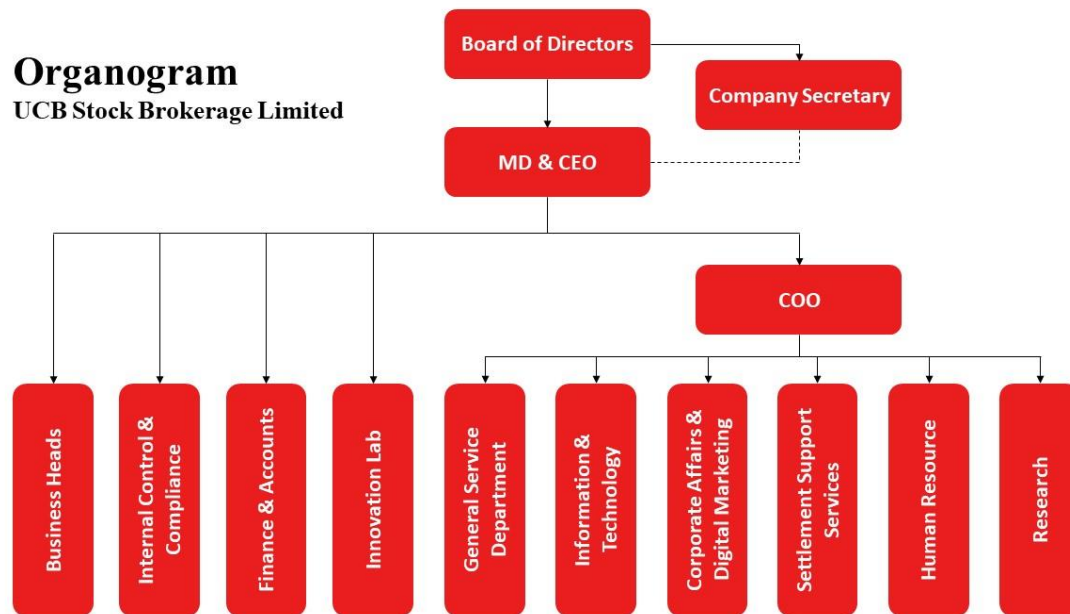 Organogram
UCB Stock Brokerage Limited
Board of Directors
Company Secretary
MD & CEO
COO
Business Heads
Internal Control &
Compliance
Finance & Accounts
Innovation Lab
General Service
Department
Information &
Technology
Corporate Affairs &
Digital Marketing
Settlement Support
Services
Human Resource
Research